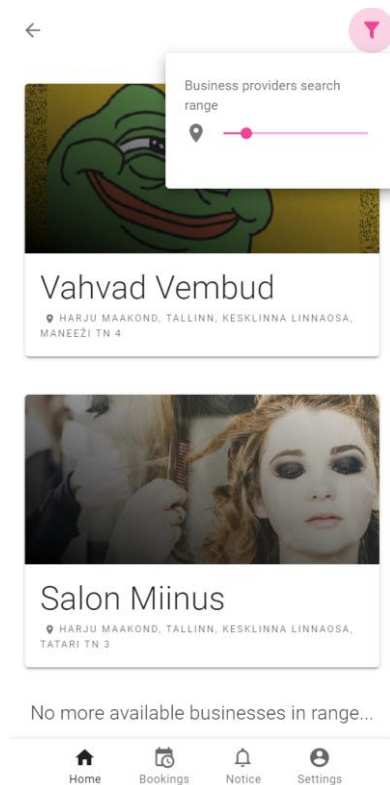 Business providers search
range
Vahvad Vembud
HARJU MAAKOND, TALLINN, KESKLINNA LINNAOSA,
MANEEŽI TN 4
Salon Miinus
HARJU MAAKOND, TALLINN, KESKLINNA LINNAOSA,
TATARI TN 3
No more available businesses in range...
Home Bookings Notice Settings